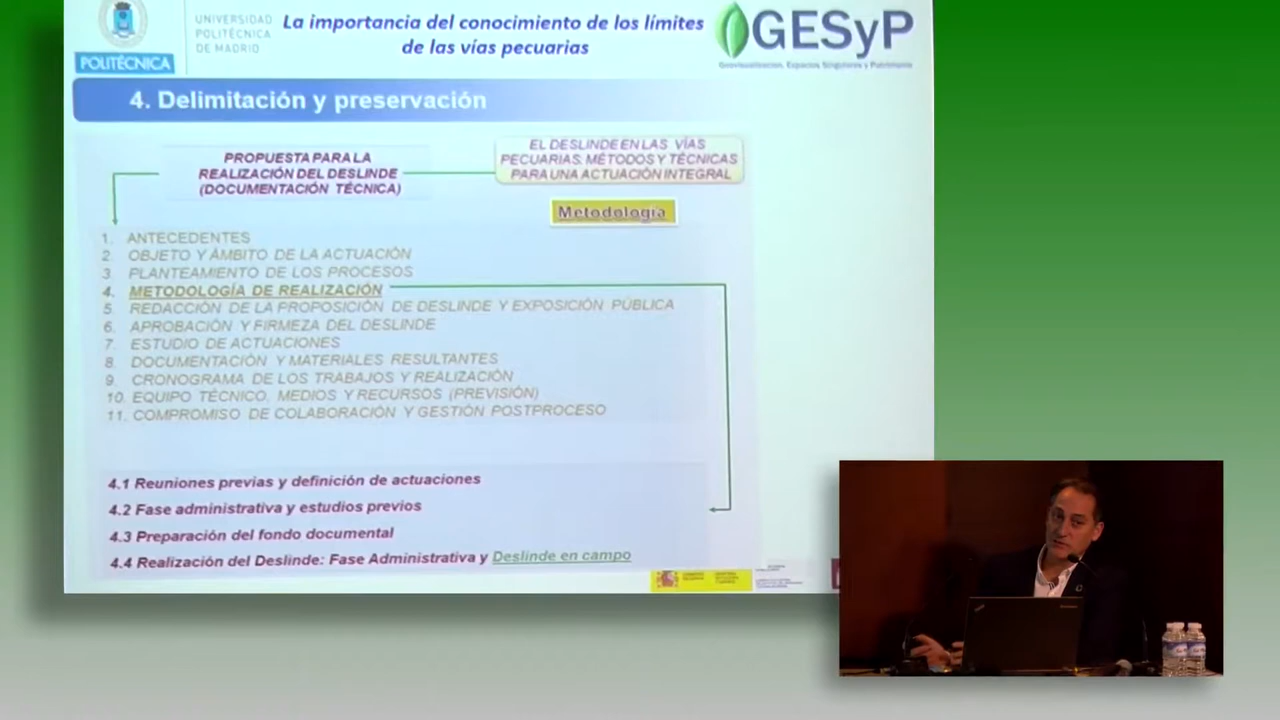 UNIVERSIDAD
POLITÉCNICA
DE MADRID
POLITÉCNICA
La importancia del conocimiento de los límites
de las vías pecuarias
GESyP
Geovisualización, Espacios Singulares y Patrimonio
4. Delimitación y preservación
PROPUESTA PARA LA
REALIZACIÓN DEL DESLINDE
(DOCUMENTACIÓN TÉCNICA)
EL DESLINDE EN LAS VÍAS
PECUARIAS: MÉTODOS Y TÉCNICAS
PARA UNA ACTUACIÓN INTEGRAL
Metodología
1. ANTECEDENTES
2. OBJETO Y ÁMBITO DE LA ACTUACIÓN
3. PLANTEAMIENTO DE LOS PROCESOS
4. METODOLOGÍA DE REALIZACIÓN
5. REDACCIÓN DE LA PROPOSICIÓN DE DESLINDE Y EXPOSICIÓN PÚBLICA
6. APROBACIÓN Y FIRMEZA DEL DESLINDE
7. ESTUDIO DE ACTUACIONES
8. DOCUMENTACIÓN Y MATERIALES RESULTANTES
9. CRONOGRAMA DE LOS TRABAJOS Y REALIZACIÓN
10. EQUIPO TÉCNICO, MEDIOS Y RECURSOS (PREVISIÓN)
11. COMPROMISO DE COLABORACIÓN Y GESTIÓN POSTPROCESO
4.1 Reuniones previas y definición de actuaciones
4.2 Fase administrativa y estudios previos
4.3 Preparación del fondo documental
4.4 Realización del Deslinde: Fase Administrativa y Deslinde en campo